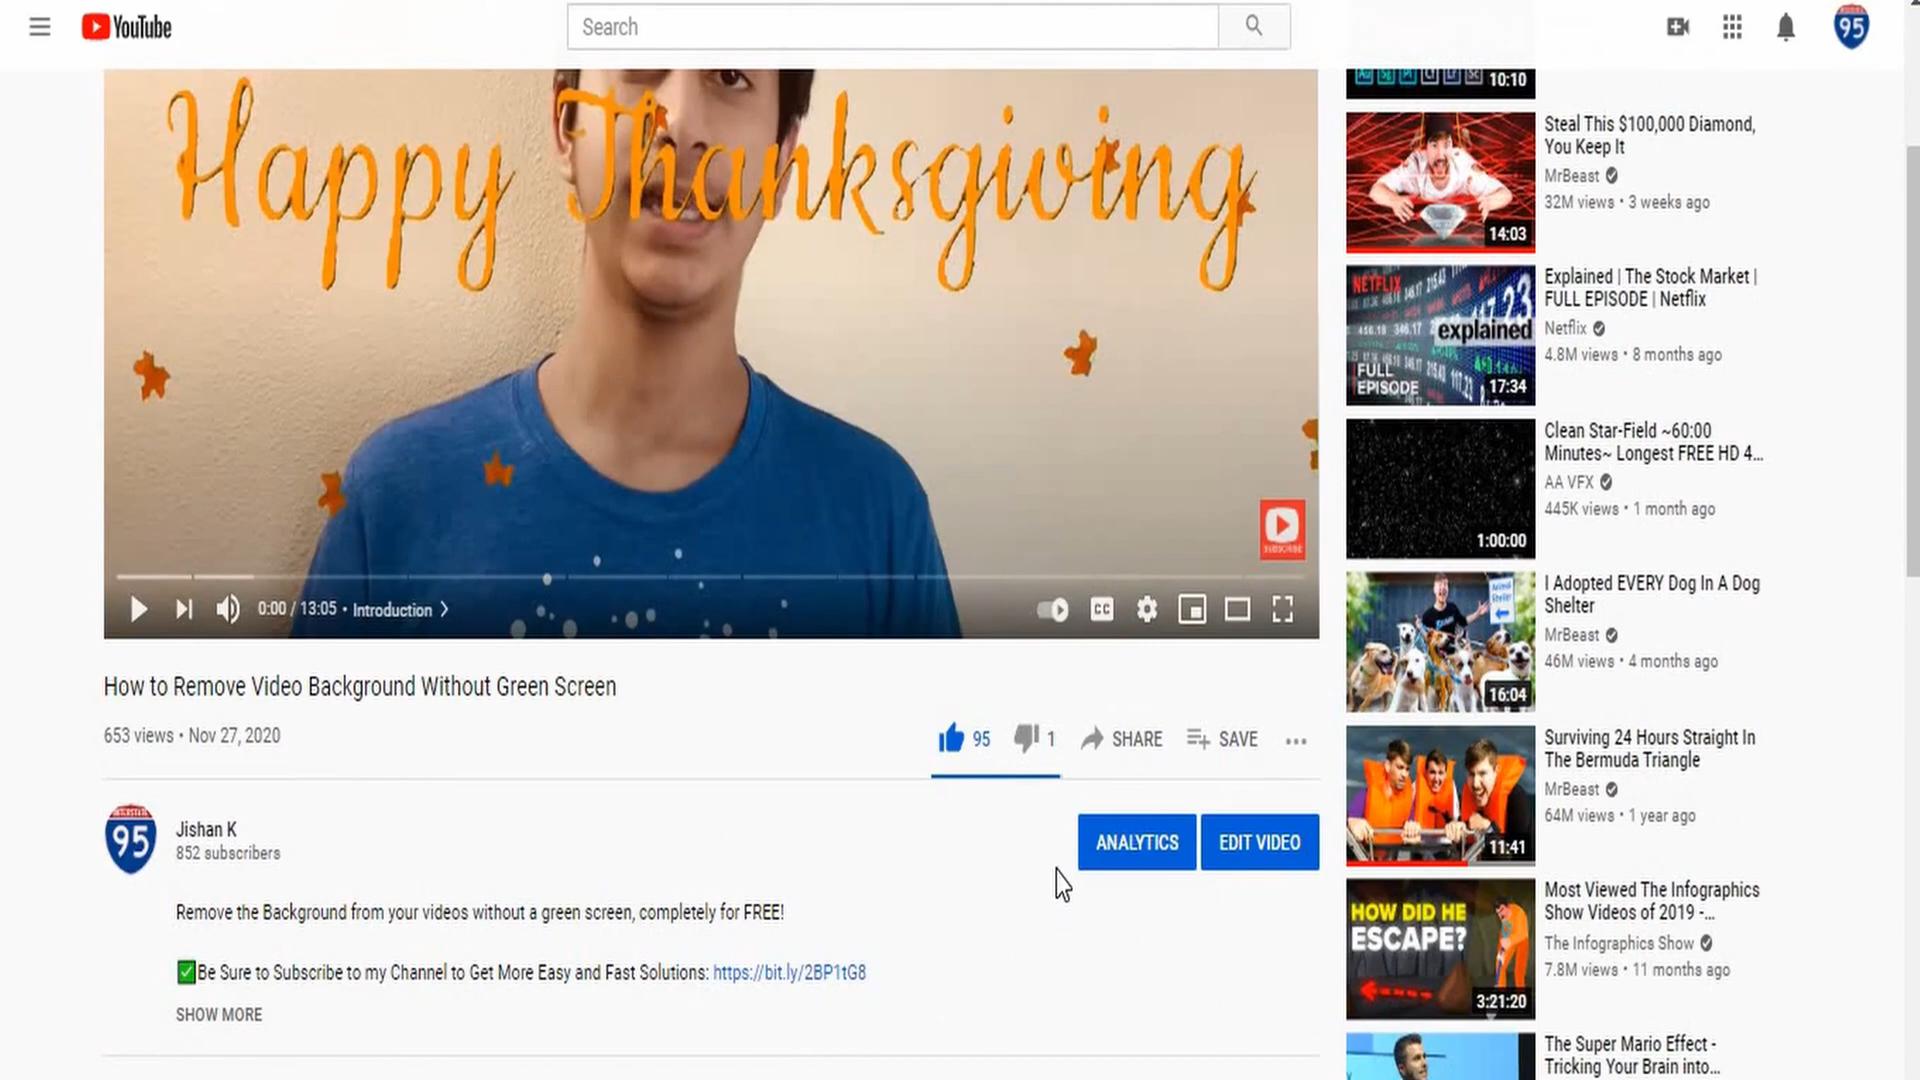 YouTube
Search
95
Happy Thanksgiving
SUBSCRIBE
0:00 / 13:05 • Introduction
CC
How to Remove Video Background Without Green Screen
653 views • Nov 27, 2020
95
1
SHARE
SAVE
INTERSTATE
95
Jishan K
852 subscribers
ANALYTICS
EDIT VIDEO
Remove the Background from your videos without a green screen, completely for FREE!
Be Sure to Subscribe to my Channel to Get More Easy and Fast Solutions: https://bit.ly/2BP1tG8
SHOW MORE
10:10
14:03
Steal This $100,000 Diamond,
You Keep It
MrBeast
32M views • 3 weeks ago
NETFLIX
explained
FULL
EPISODE
17:34
Explained | The Stock Market |
FULL EPISODE | Netflix
Netflix
4.8M views • 8 months ago
1:00:00
Clean Star-Field ~60:00
Minutes~ Longest FREE HD 4...
AA VFX
445K views • 1 month ago
16:04
I Adopted EVERY Dog In A Dog
Shelter
MrBeast
46M views • 4 months ago
11:41
Surviving 24 Hours Straight In
The Bermuda Triangle
MrBeast
64M views • 1 year ago
HOW DID HE
ESCAPE?
3:21:20
Most Viewed The Infographics
Show Videos of 2019 -...
The Infographics Show
7.8M views • 11 months ago
The Super Mario Effect -
Tricking Your Brain into...